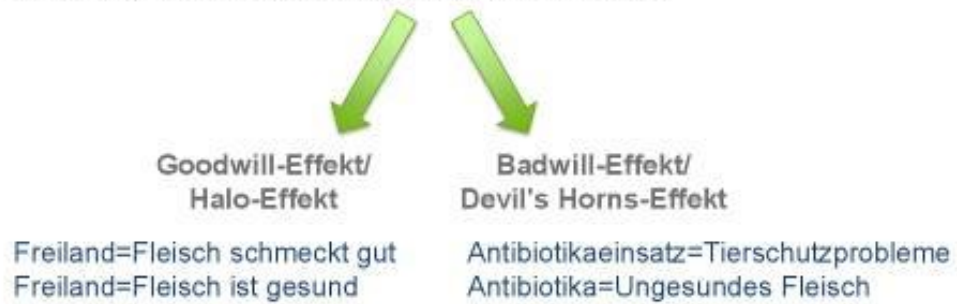 Goodwill-Effekt/
Halo-Effekt
Badwill-Effekt/
Devil's Horns-Effekt
Freiland=Fleisch schmeckt gut
Freiland=Fleisch ist gesund
Antibiotikaeinsatz=Tierschutzprobleme
Antibiotika=Ungesundes Fleisch